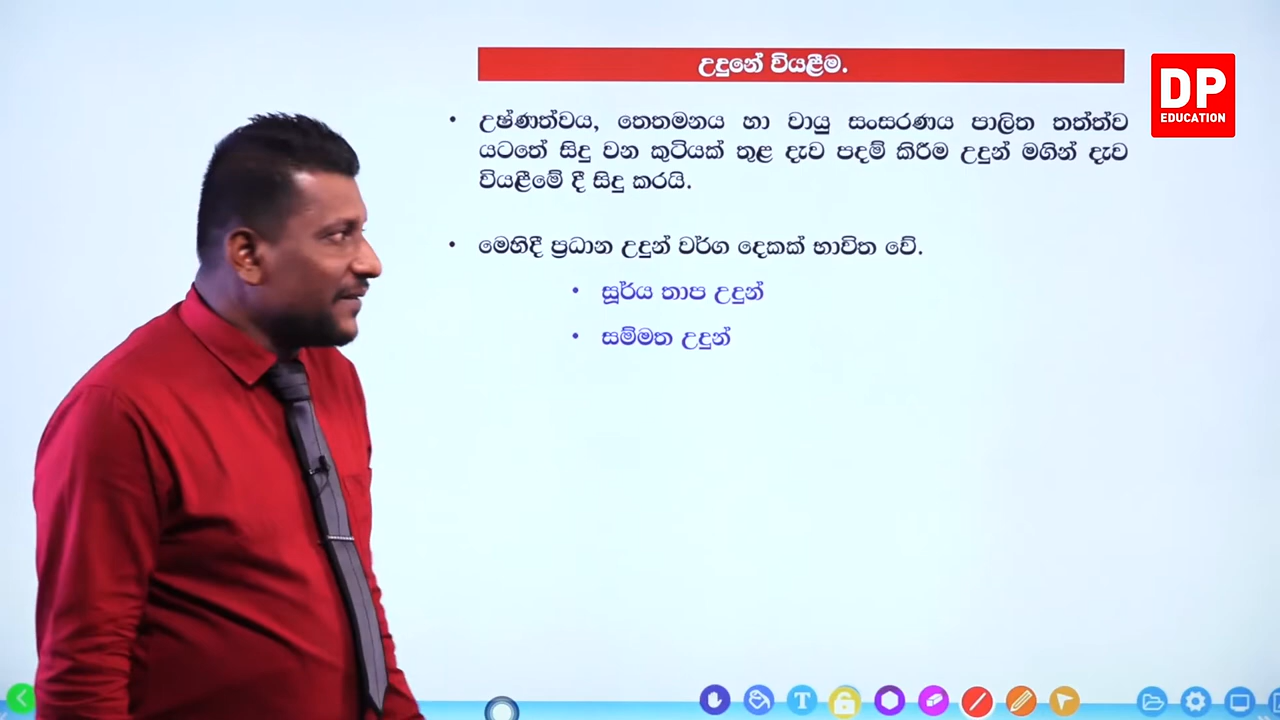 උදුනේ වියළීම.
• උෂ්ණත්වය, තෙතමනය හා වායු සංසරණය පාලිත තත්ත්ව
යටතේ සිදු වන කුටියක් තුළ දැව පදම් කිරීම උදුන් මගින් දැව
වියළීමේ දී සිදු කරයි.
• මෙහිදී ප්‍රධාන උදුන් වර්ග දෙකක් භාවිත වේ.
• සූර්ය තාප උදුන්
• සම්මත උදුන්
DP
EDUCATION